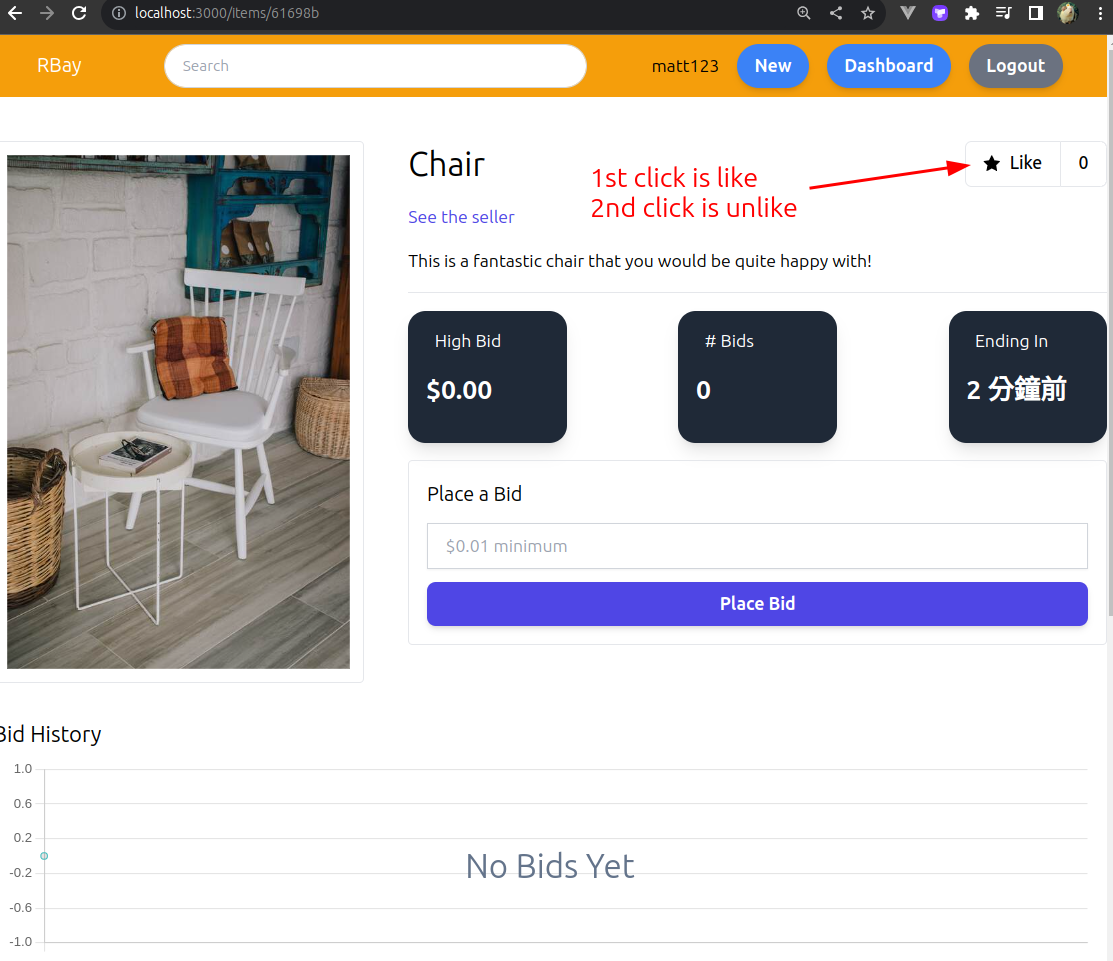 localhost:3000/items/61698b
RBay
Search
matt123
New
Dashboard
Logout
Chair
1st click is like
2nd click is unlike
Like
0
See the seller
This is a fantastic chair that you would be quite happy with!
High Bid
$0.00
# Bids
0
Ending In
2 分鐘前
Place a Bid
$0.01 minimum
Place Bid
Bid History
1.0
0.6
0.2
-0.2
-0.6
-1.0
No Bids Yet